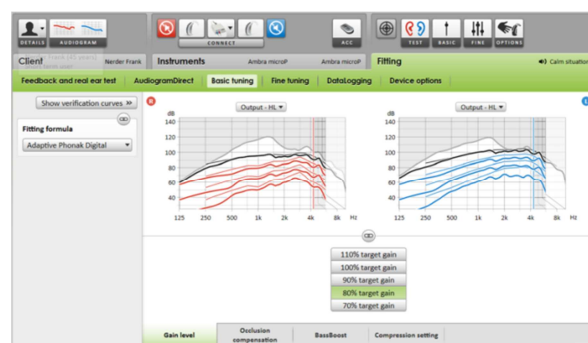 DETAILS AUDIOGRAM CONNECT ACC TEST BASIC FINE OPTIONS
Client Nerder Frank Instruments Ambra microP Ambra microP Fitting Calm situation
Feedback and real ear test AudiogramDirect Basic tuning Fine tuning DataLogging Device options
Show verification curves »
Fitting formula
Adaptive Phonak Digital
R Output - HL Output - HL L
dB dB
140 140
120 120
100 100
80 80
60 60
40 40
125 250 500 1k 2k 4k 8k Hz 125 250 500 1k 2k 4k 8k Hz
110% target gain
100% target gain
90% target gain
80% target gain
70% target gain
Gain level Occlusion compensation BassBoost Compression setting